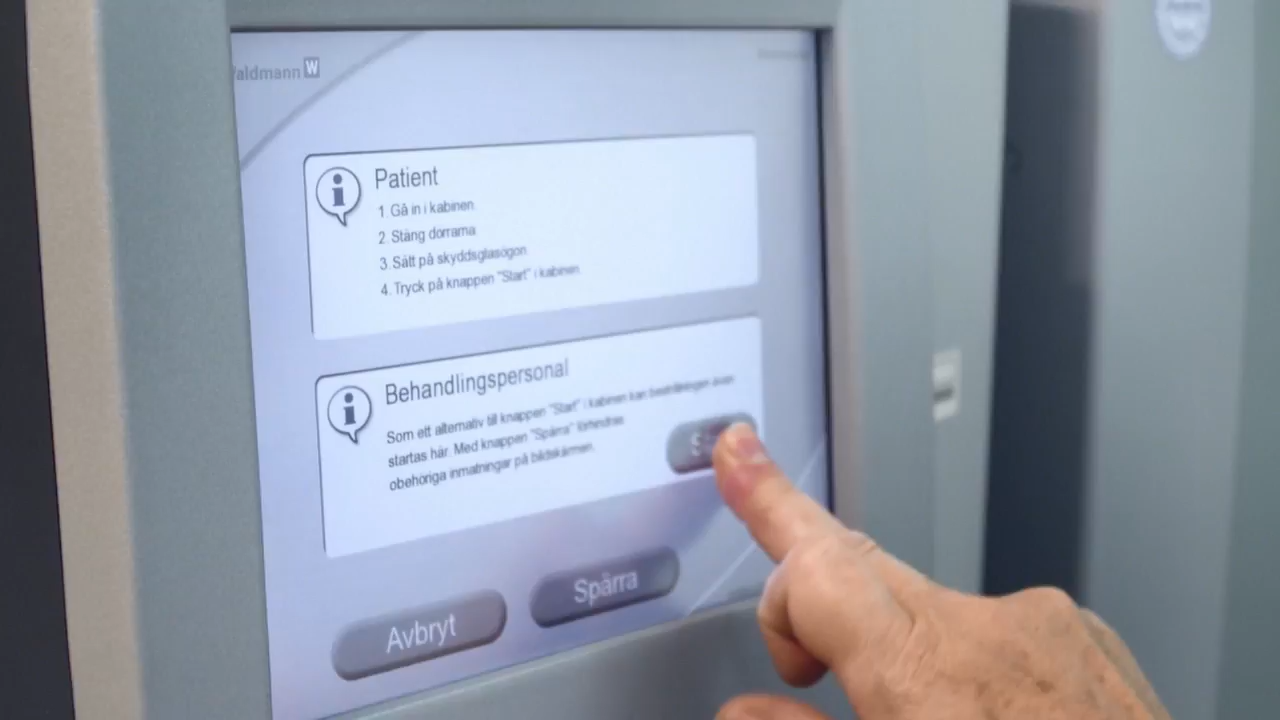 Waldmann W
Patient
1. Gå in i kabinen.
2. Stäng dörrarna
3. Sätt på skyddsglasögon.
4. Tryck på knappen "Start" i kabinen.
Behandlingspersonal
Som ett alternativ till knappen "Start" i kabinen kan bestrålningen även
startas här. Med knappen "Spärra" förhindras
obehöriga inmatningar på bildskärmen.
Spärra
Avbryt